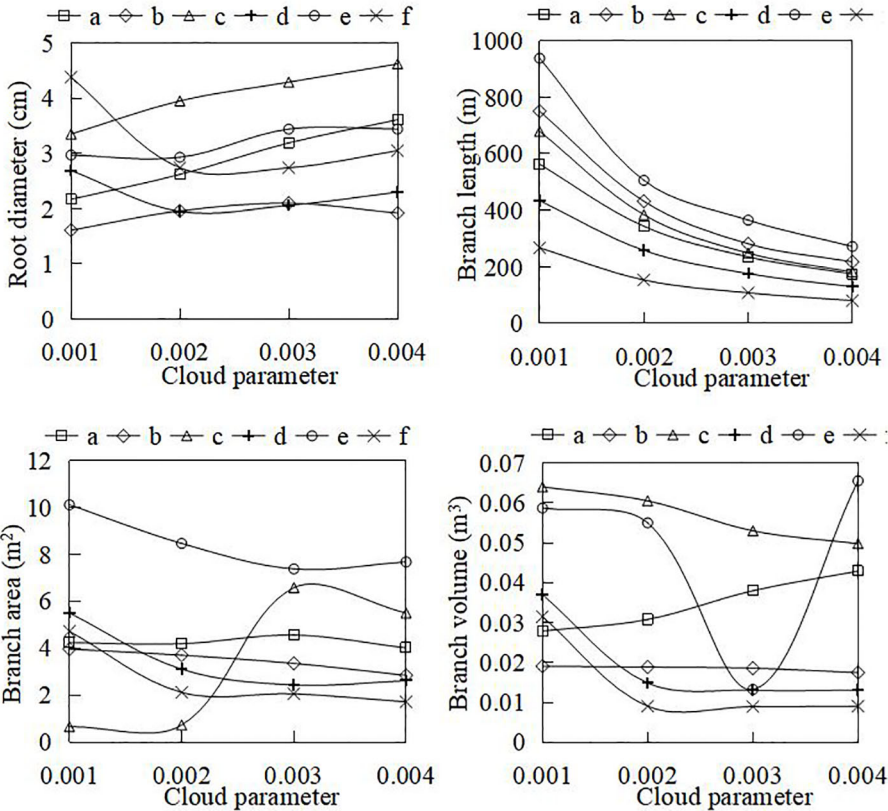 a b c d e f
5
4
3
2
1
0
Root diameter (cm)
0.001 0.002 0.003 0.004
Cloud parameter
a b c d e
1000
800
600
400
200
0
Branch length (m)
0.001 0.002 0.003 0.004
Cloud parameter
a b c d e f
12
10
8
6
4
2
0
Branch area (m²)
0.001 0.002 0.003 0.004
Cloud parameter
a b c d e
0.07
0.06
0.05
0.04
0.03
0.02
0.01
0
Branch volume (m³)
0.001 0.002 0.003 0.004
Cloud parameter